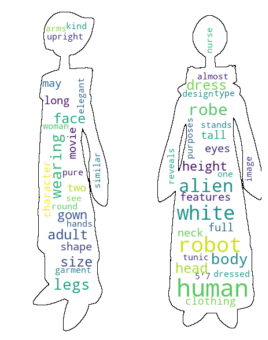 arms kind
upright
may
elegant
long
face
woman
movie
wearing
similar
pure
character
two
see
round
gown
hands
adult
shape
size
garment
legs
nurse
almost
dress
designtype
robe
purposes
stands
tall
eyes
reveals
height
one
image
alien
features
white
full
neck
robot
tunic body
head
5'7 dressed
human
clothing